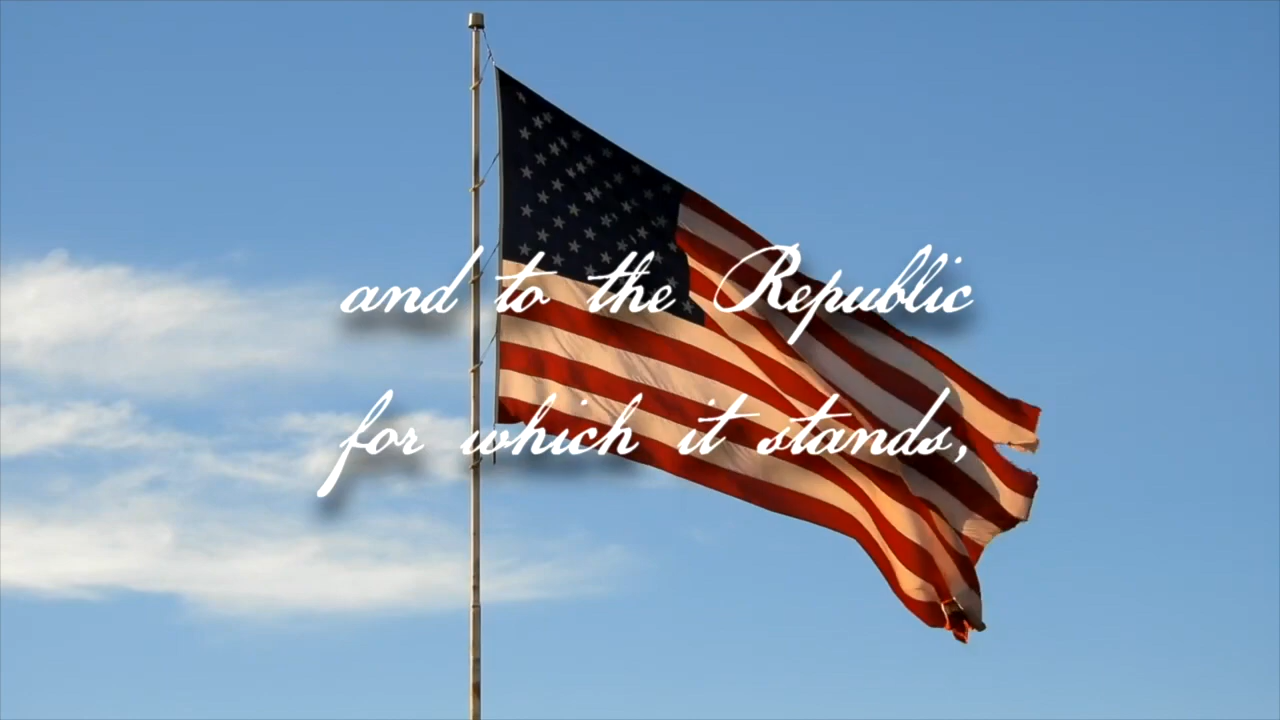 and to the Republic
for which it stands,